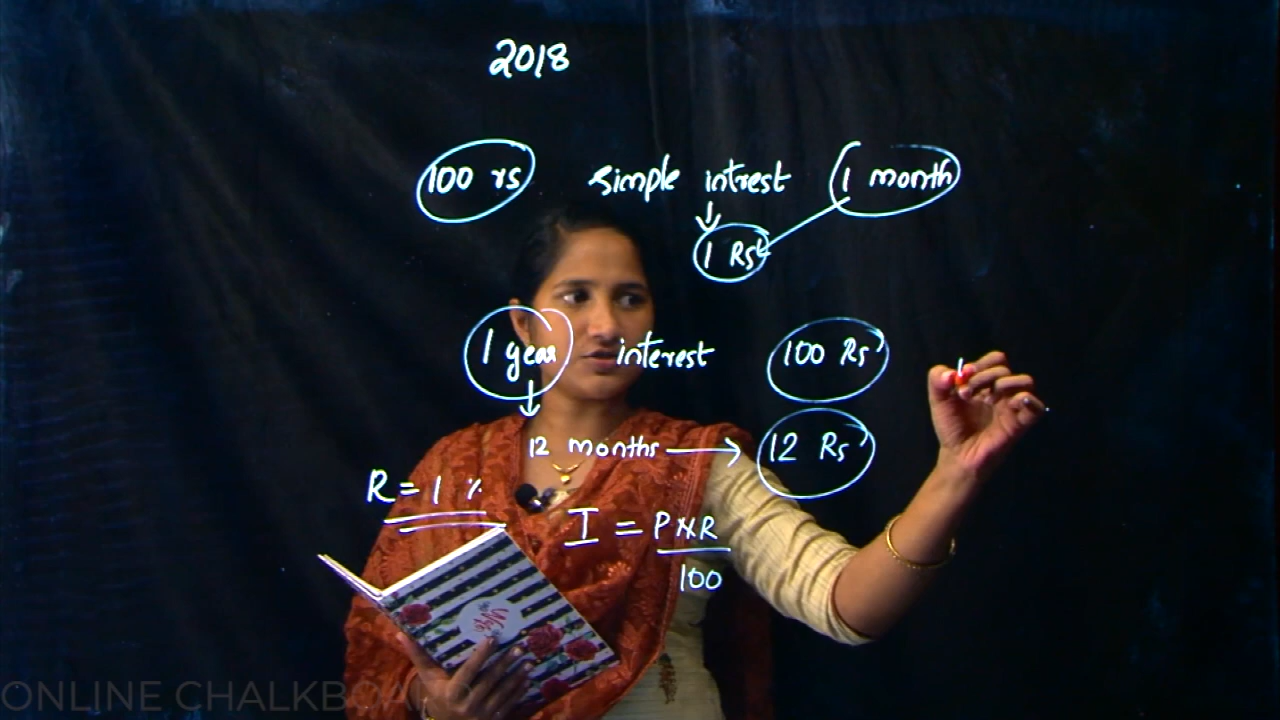 2018
100 rs simple intrest 1 month
1 Rs
1 year interest 100 Rs
12 months 12 Rs
R = 1 %
I = P N R
100
ONLINE CHALKBOARD